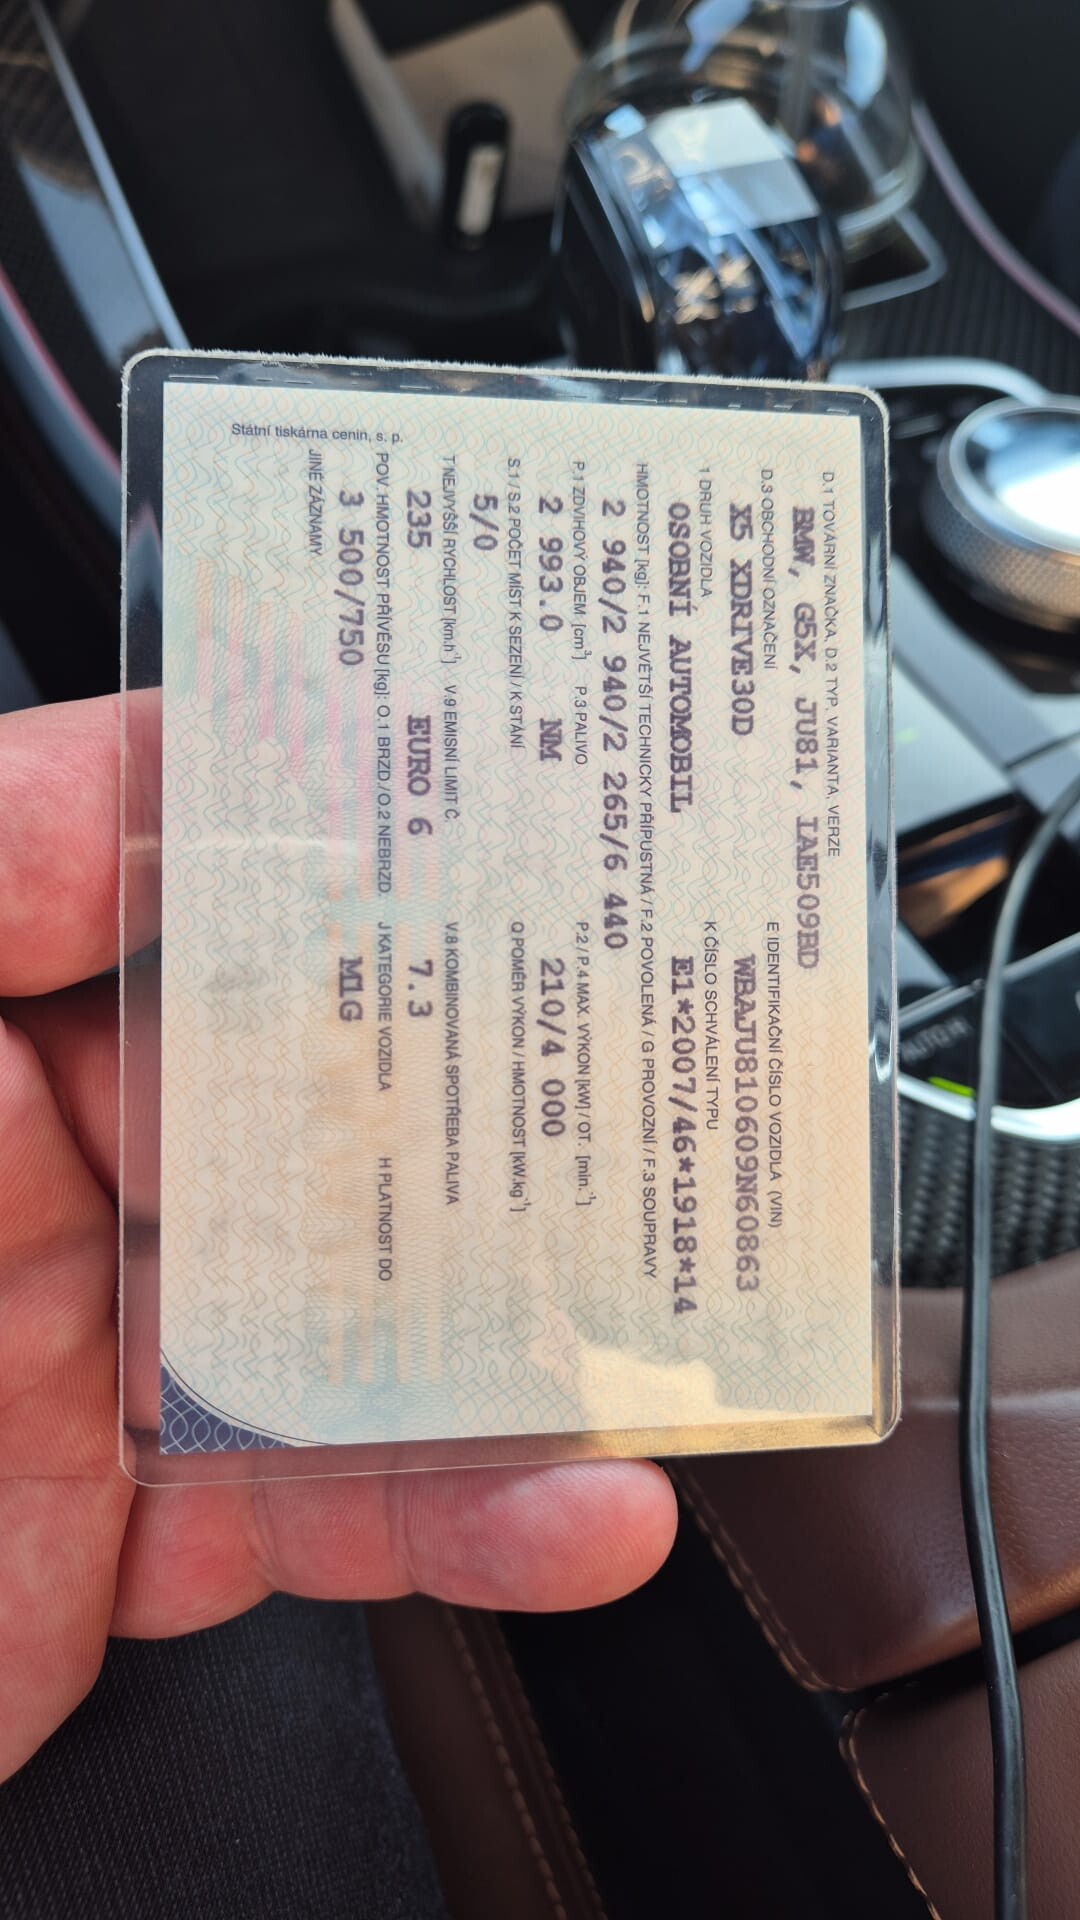 D.1 TOVÁRNÍ ZNAČKA, D.2 TYP, VARIANTA, VERZE
BMW, G5X, JU81, IAE509BD
D.3 OBCHODNÍ OZNAČENÍ E IDENTIFIKAČNÍ ČÍSLO VOZIDLA (VIN)
X5 XDRIVE30D WBAJU810609N60863
1 DRUH VOZIDLA K ČÍSLO SCHVÁLENÍ TYPU
OSOBNÍ AUTOMOBIL E1*2007/46*1918*14
HMOTNOST [kg]: F.1 NEJVĚTŠÍ TECHNICKY PŘÍPUSTNÁ / F.2 POVOLENÁ / G PROVOZNÍ / F.3 SOUPRAVY
2 940/2 940/2 265/6 440
P.1 ZDVIHOVÝ OBJEM [cm³] P.3 PALIVO P.2 / P.4 MAX. VÝKON [kW] / OT. [min.⁻¹]
2 993.0 NM 210/4 000
S.1 / S.2 POČET MÍST K SEZENÍ / K STÁNÍ Q POMĚR VÝKON / HMOTNOST [kW.kg⁻¹]
5/0
T NEJVYŠŠÍ RYCHLOST [km.h⁻¹] V.9 EMISNÍ LIMIT Č. V.8 KOMBINOVANÁ SPOTŘEBA PALIVA
235 EURO 6 7.3
POV. HMOTNOST PŘÍVĚSU [kg]: O.1 BRZD./O.2 NEBRZD. J KATEGORIE VOZIDLA H PLATNOST DO
3 500/750 M1G
JINÉ ZÁZNAMY
Státní tiskárna cenin, s. p.